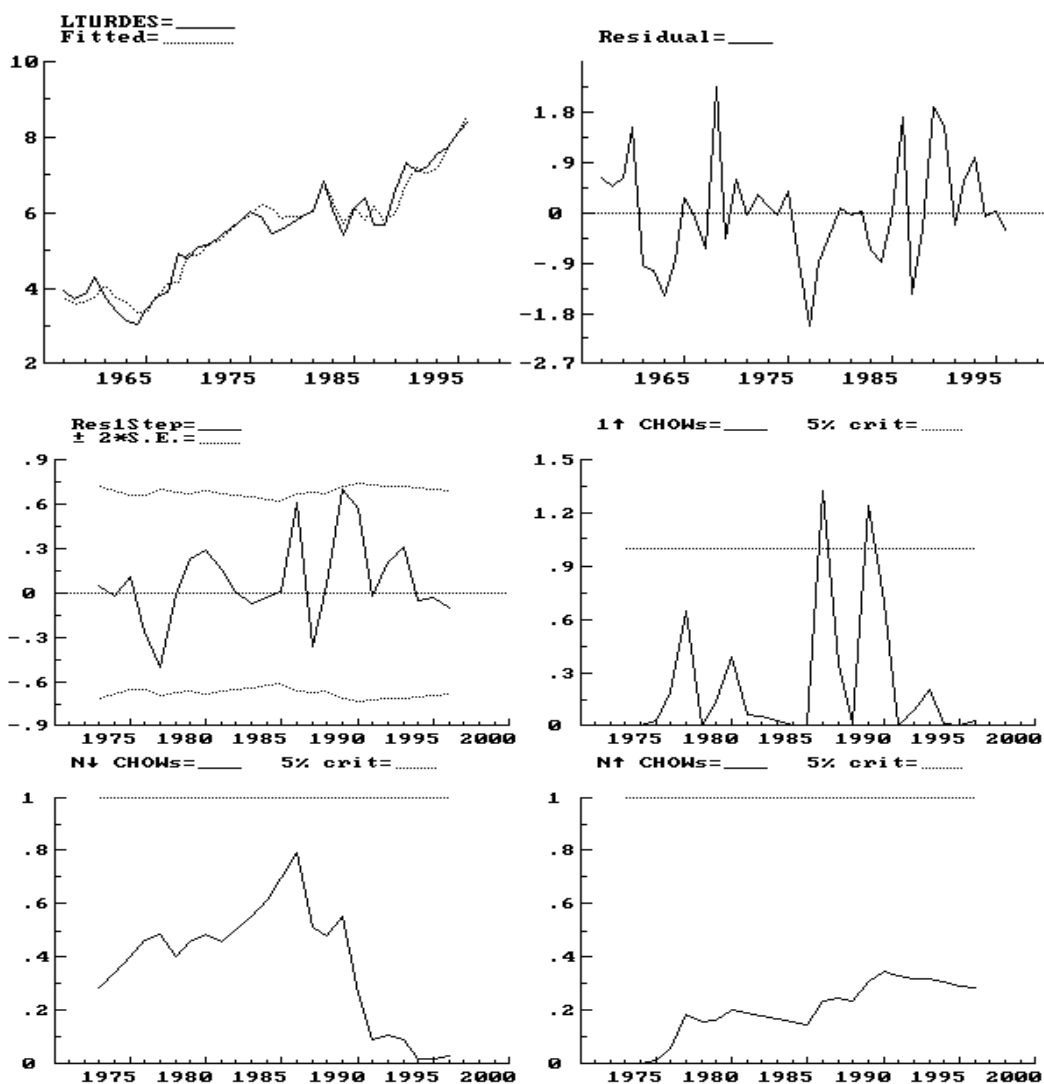 LTURDES=
Fitted=
10
8
6
4
2
1965 1975 1985 1995
Residual=
1.8
.9
0
-.9
-1.8
-2.7
1965 1975 1985 1995
Res1Step=
± 2*S.E.=
.9
.6
.3
0
-.3
-.6
-.9
1975 1980 1985 1990 1995 2000
1↑ CHOWs= 5% crit=
1.5
1.2
.9
.6
.3
0
1975 1980 1985 1990 1995 2000
N↓ CHOWs= 5% crit=
1
.8
.6
.4
.2
0
1975 1980 1985 1990 1995 2000
N↑ CHOWs= 5% crit=
1
.8
.6
.4
.2
0
1975 1980 1985 1990 1995 2000